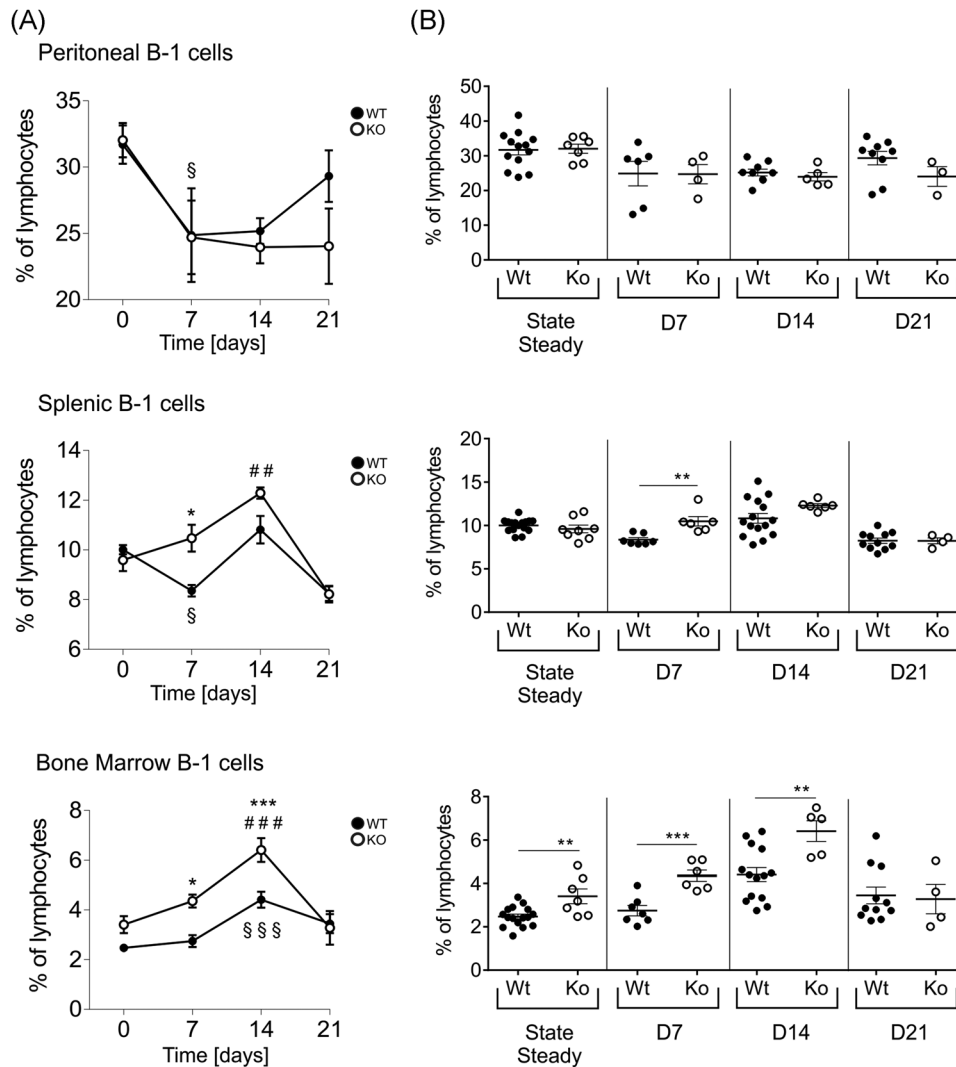 (A)
Peritoneal B-1 cells
% of lymphocytes
35
30
25
20
§
WT
KO
0 7 14 21
Time [days]
Splenic B-1 cells
% of lymphocytes
14
12
10
8
6
##
*
§
WT
KO
0 7 14 21
Time [days]
Bone Marrow B-1 cells
% of lymphocytes
8
6
4
2
0
***
###
*
§§§
WT
KO
0 7 14 21
Time [days]
(B)
% of lymphocytes
50
40
30
20
10
0
Wt Ko Wt Ko Wt Ko Wt Ko
State D7 D14 D21
Steady
% of lymphocytes
20
15
10
5
0
**
Wt Ko Wt Ko Wt Ko Wt Ko
State D7 D14 D21
Steady
% of lymphocytes
8
6
4
2
0
** *** **
Wt Ko Wt Ko Wt Ko Wt Ko
State D7 D14 D21
Steady